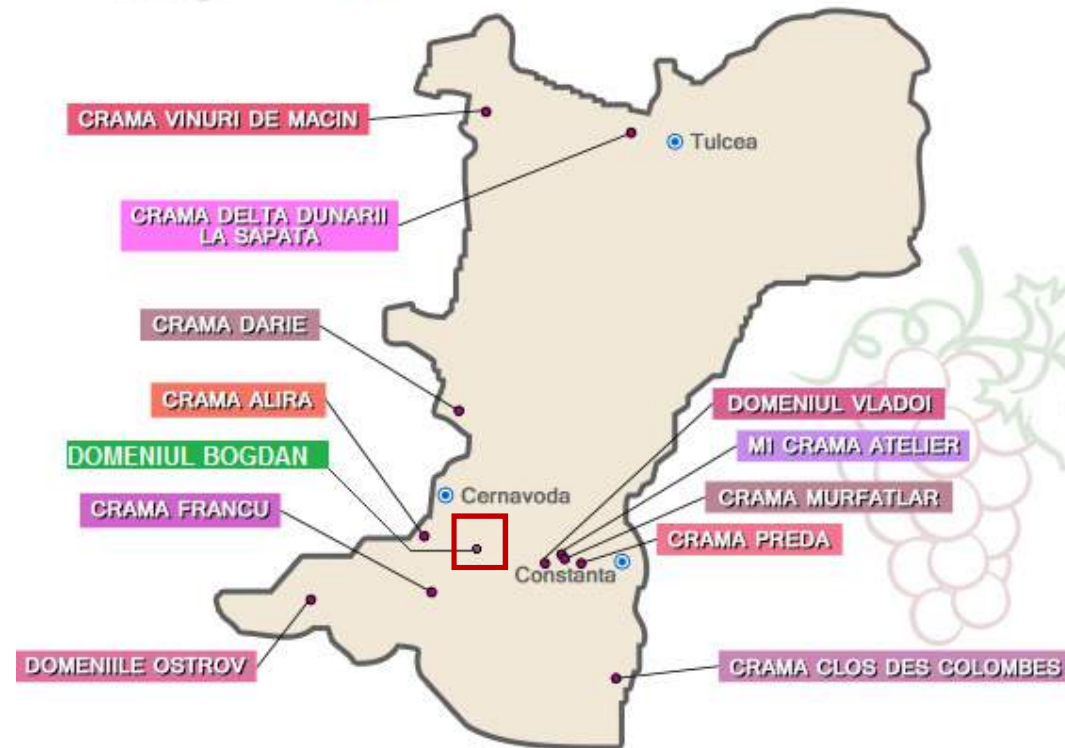 CRAMA VINURI DE MACIN
Tulcea
CRAMA DELTA DUNARII
LA SAPATA
CRAMA DARIE
CRAMA ALIRA
DOMENIUL VLADOI
DOMENIUL BOGDAN
M1 CRAMA ATELIER
Cernavoda
CRAMA FRANCU
CRAMA MURFATLAR
CRAMA PREDA
Constanta
DOMENIILE OSTROV
CRAMA CLOS DES COLOMBES